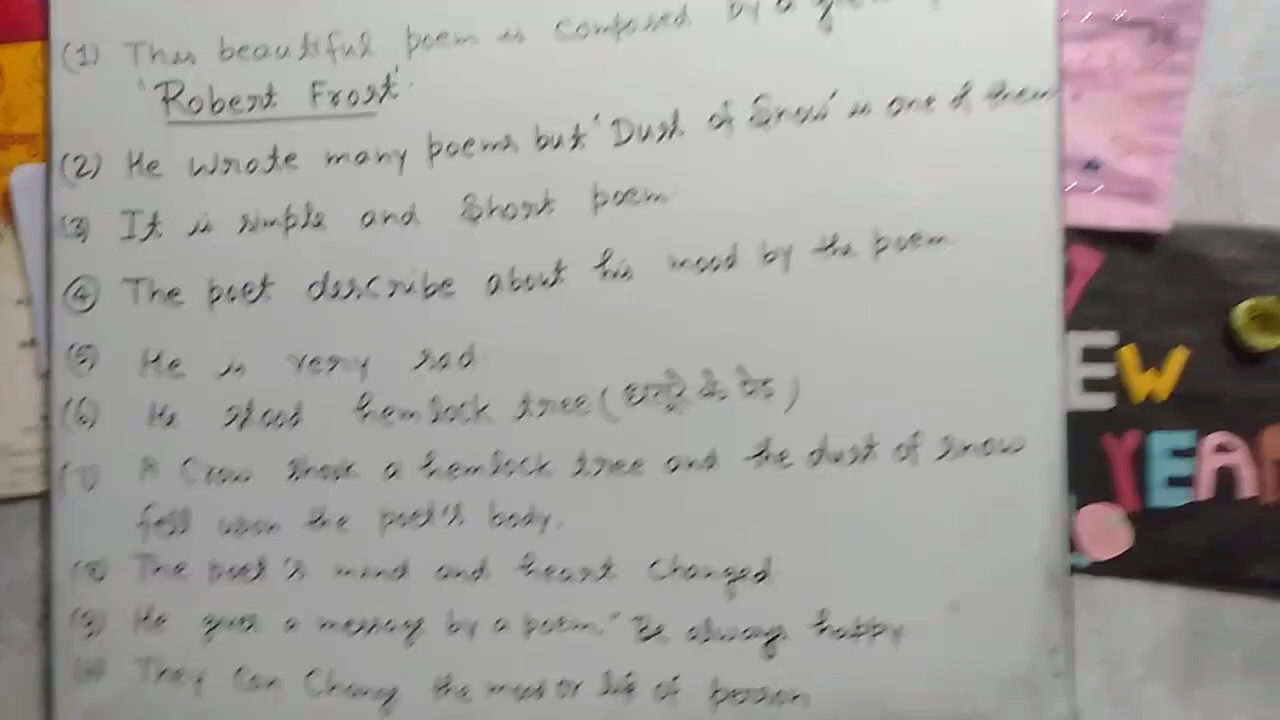 (1) This beautiful poem is composed by a
'Robert Frost'.
(2) He wrote many poems but 'Dust of Snow' is one of them.
(3) It is simple and Short poem
(4) The poet describe about his mood by the poem
(5) He is very sad
(6) He stood hemlock tree (धतूरे के पेड़)
(7) A Crow shook a hemlock tree and the dust of snow
fell upon the poet's body.
(8) The poet's mind and heart Changed
(9) He gives a message by a poem. "Be always happy
(10) They Can Change the or life of person
EW
YEA